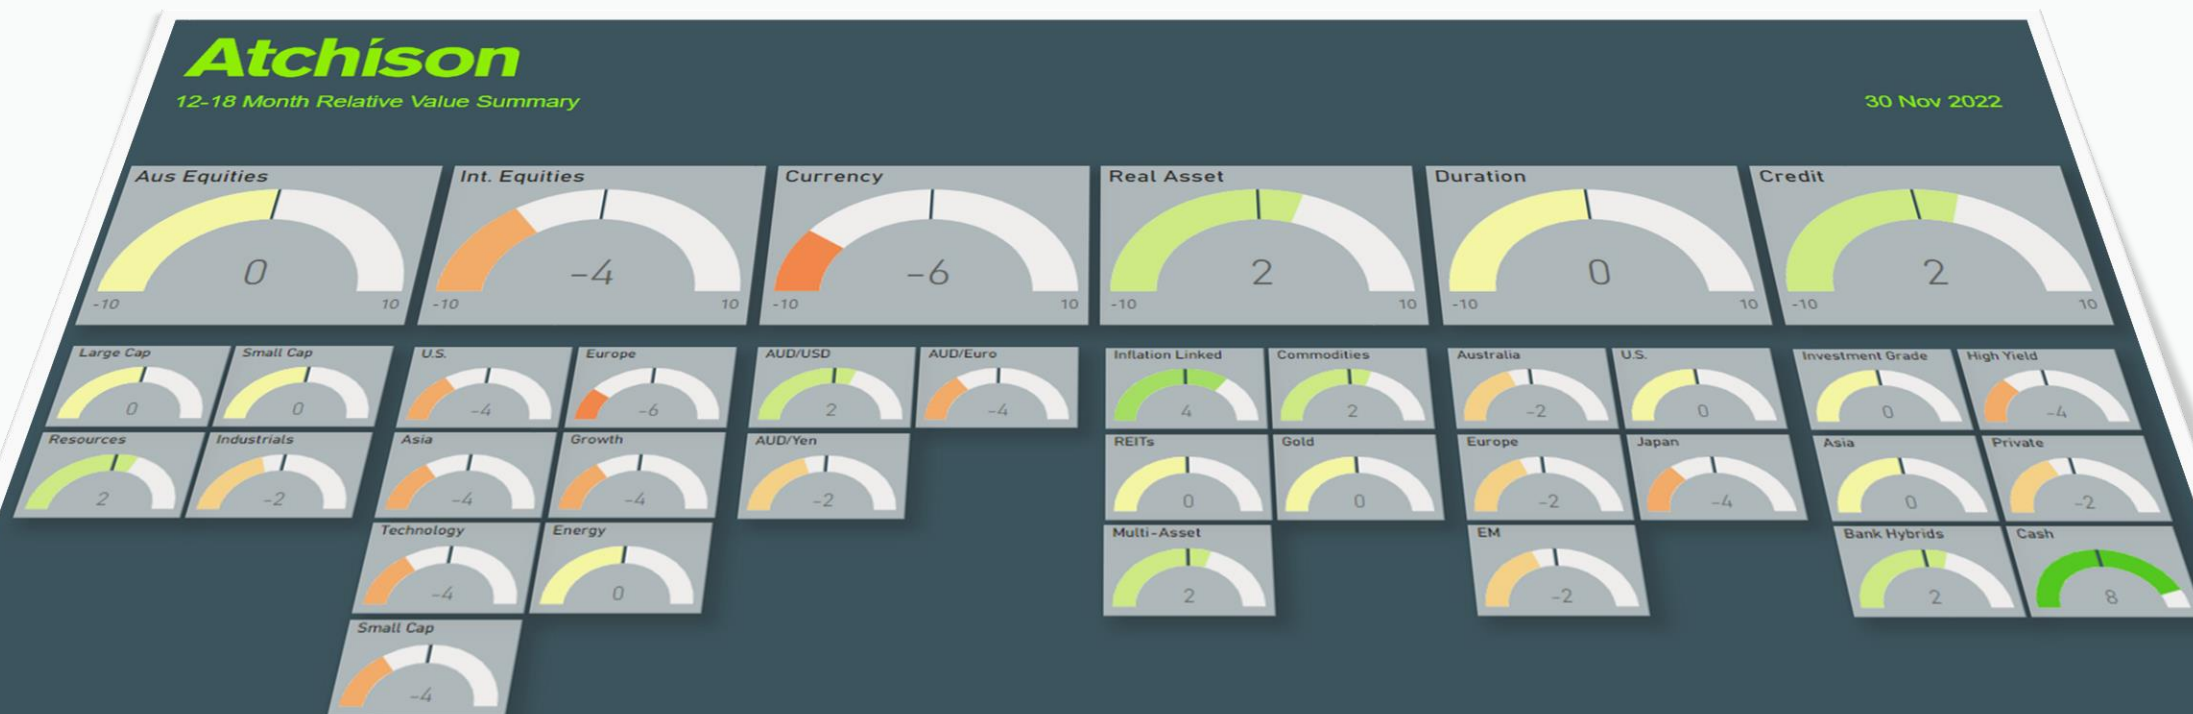 Atchison
12-18 Month Relative Value Summary
30 Nov 2022
Aus Equities
0
-10 10
Int. Equities
-4
-10 10
Currency
-6
-10 10
Real Asset
2
-10 10
Duration
0
-10 10
Credit
2
-10 10
Large Cap
0
Small Cap
0
Resources
2
Industrials
-2
U.S.
-4
Europe
-6
Asia
-4
Growth
-4
Technology
-4
Energy
0
Small Cap
-4
AUD/USD
2
AUD/Euro
-4
AUD/Yen
-2
Inflation Linked
4
Commodities
2
REITs
0
Gold
0
Multi-Asset
2
Australia
-2
U.S.
0
Europe
-2
Japan
-4
EM
-2
Investment Grade
0
High Yield
-4
Asia
0
Private
-2
Bank Hybrids
2
Cash
8